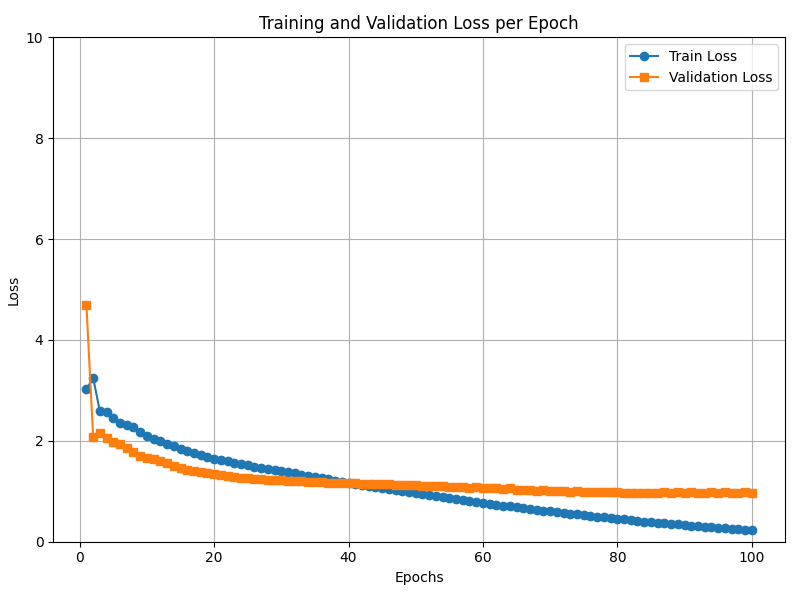 Training and Validation Loss per Epoch
10
8
6
4
2
0
Loss
Train Loss
Validation Loss
0 20 40 60 80 100
Epochs